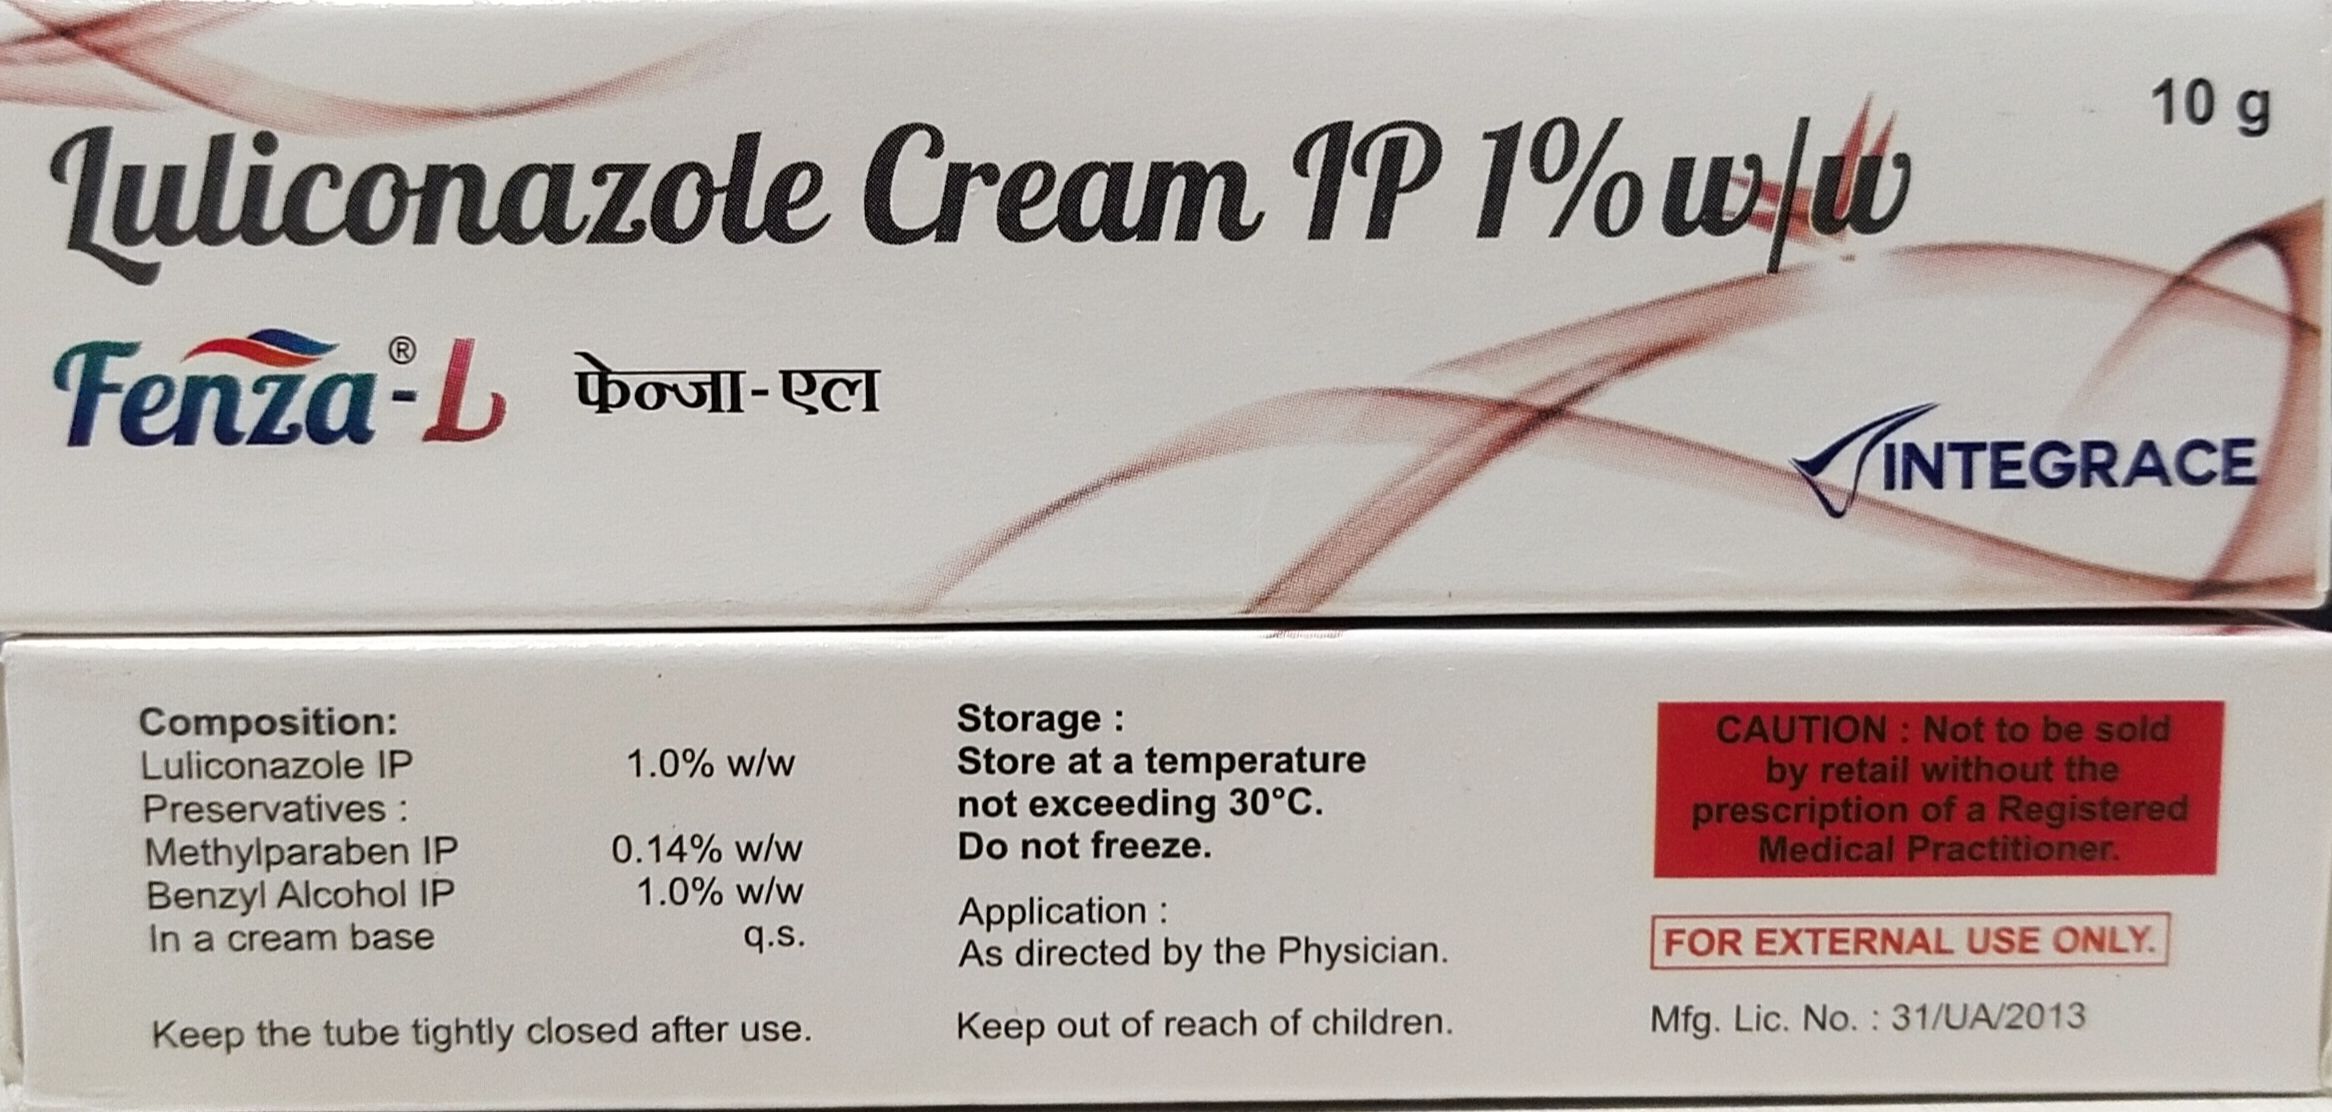 10 g
Luliconazole Cream IP 1% w/w
Fenza®-L फेन्जा-एल
INTEGRACE
Composition:
Luliconazole IP 1.0% w/w
Preservatives :
Methylparaben IP 0.14% w/w
Benzyl Alcohol IP 1.0% w/w
In a cream base q.s.
Keep the tube tightly closed after use.
Storage :
Store at a temperature
not exceeding 30°C.
Do not freeze.
Application :
As directed by the Physician.
Keep out of reach of children.
CAUTION : Not to be sold
by retail without the
prescription of a Registered
Medical Practitioner.
FOR EXTERNAL USE ONLY.
Mfg. Lic. No. : 31/UA/2013